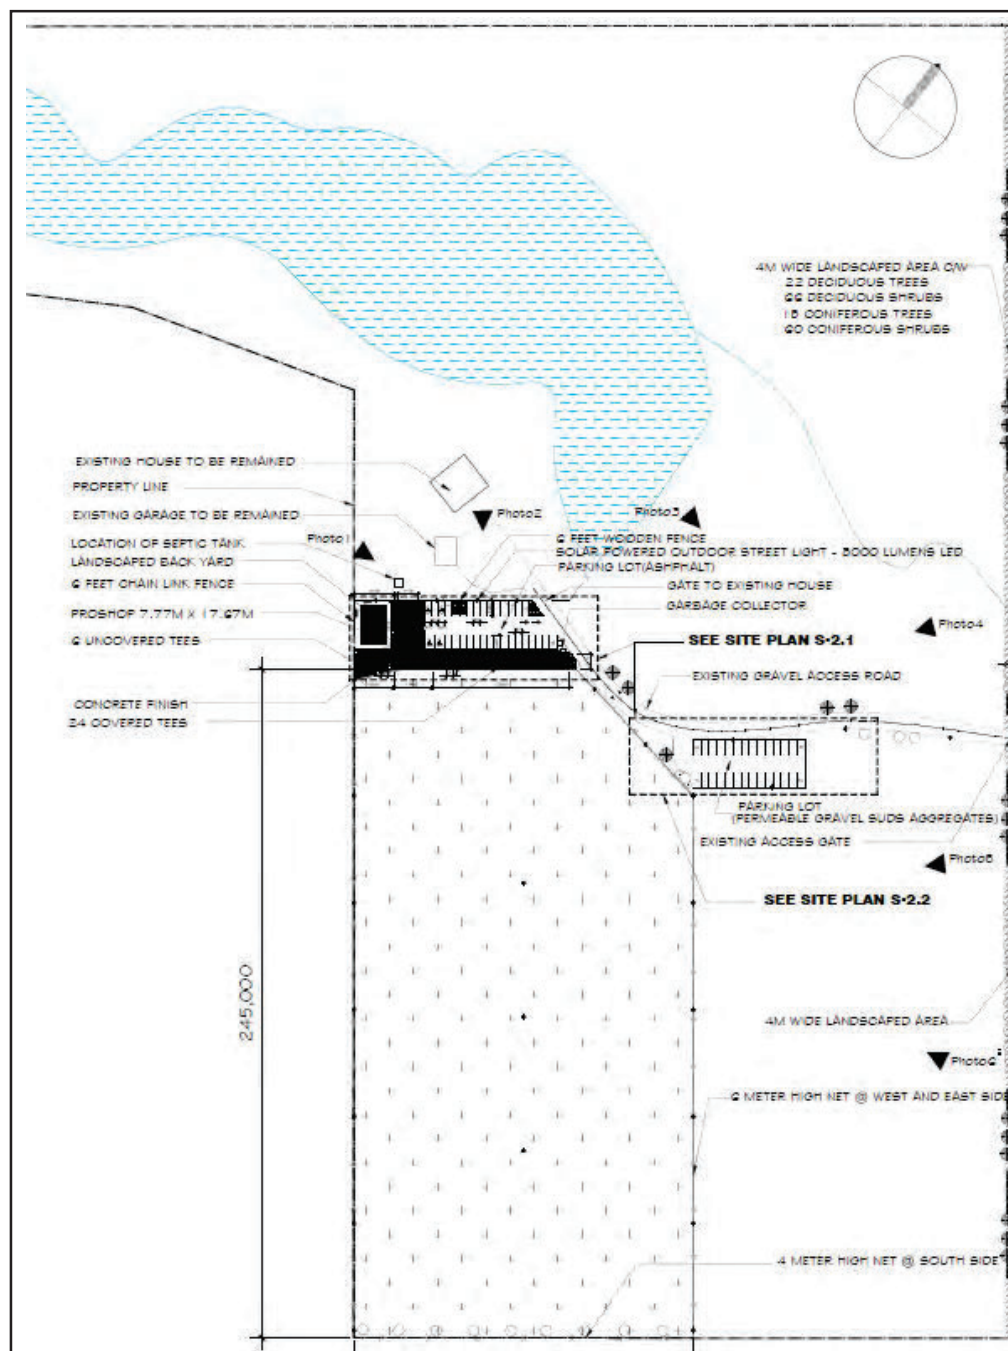 4M WIDE LANDSCAPED AREA C/W
22 DECIDUOUS TREES
66 DECIDUOUS SHRUBS
18 CONIFEROUS TREES
60 CONIFEROUS SHRUBS
EXISTING HOUSE TO BE REMAINED
PROPERTY LINE
EXISTING GARAGE TO BE REMAINED
LOCATION OF SEPTIC TANK
LANDSCAPED BACK YARD
6 FEET CHAIN LINK FENCE
PROSHOP 7.77M X 17.67M
6 UNCOVERED TEES
CONCRETE FINISH
24 COVERED TEES
Photo1
Photo2
Photo3
6 FEET WOODEN FENCE
SOLAR POWERED OUTDOOR STREET LIGHT - 8000 LUMENS LED
PARKING LOT(ASHPHALT)
GATE TO EXISTING HOUSE
GARBAGE COLLECTOR
Photo4
SEE SITE PLAN S-2.1
EXISTING GRAVEL ACCESS ROAD
PARKING LOT
(PERMEABLE GRAVEL SUDS AGGREGATES)
EXISTING ACCESS GATE
Photo5
SEE SITE PLAN S-2.2
245,000
4M WIDE LANDSCAPED AREA
Photo6
6 METER HIGH NET @ WEST AND EAST SIDE
4 METER HIGH NET @ SOUTH SIDE